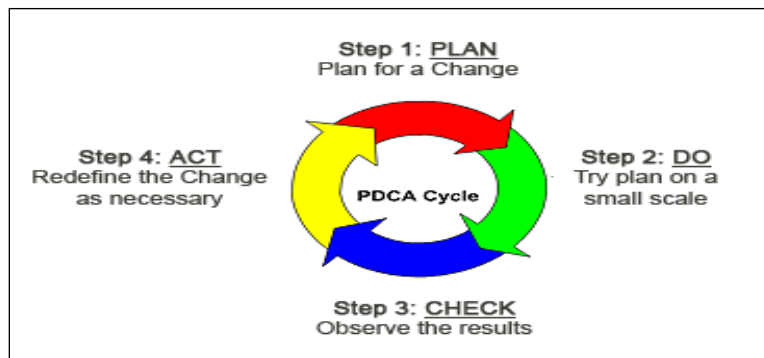 Step 1: PLAN
Plan for a Change
Step 2: DO
Try plan on a
small scale
Step 3: CHECK
Observe the results
Step 4: ACT
Redefine the Change
as necessary
PDCA Cycle